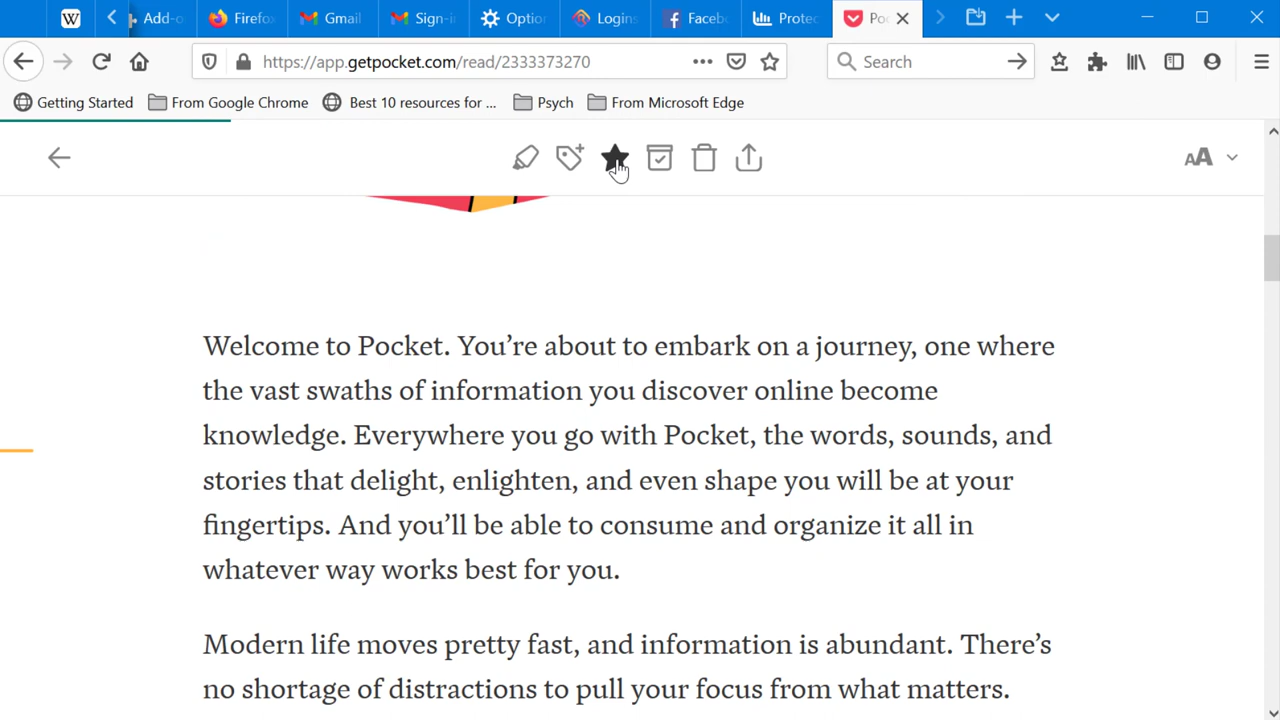 W Add-o Firefo Gmail Sign-i Optio Logins Faceb Protec Po
https://app.getpocket.com/read/2333373270 Search
Getting Started From Google Chrome Best 10 resources for ... Psych From Microsoft Edge
AA
Welcome to Pocket. You’re about to embark on a journey, one where
the vast swaths of information you discover online become
knowledge. Everywhere you go with Pocket, the words, sounds, and
stories that delight, enlighten, and even shape you will be at your
fingertips. And you’ll be able to consume and organize it all in
whatever way works best for you.
Modern life moves pretty fast, and information is abundant. There’s
no shortage of distractions to pull your focus from what matters.